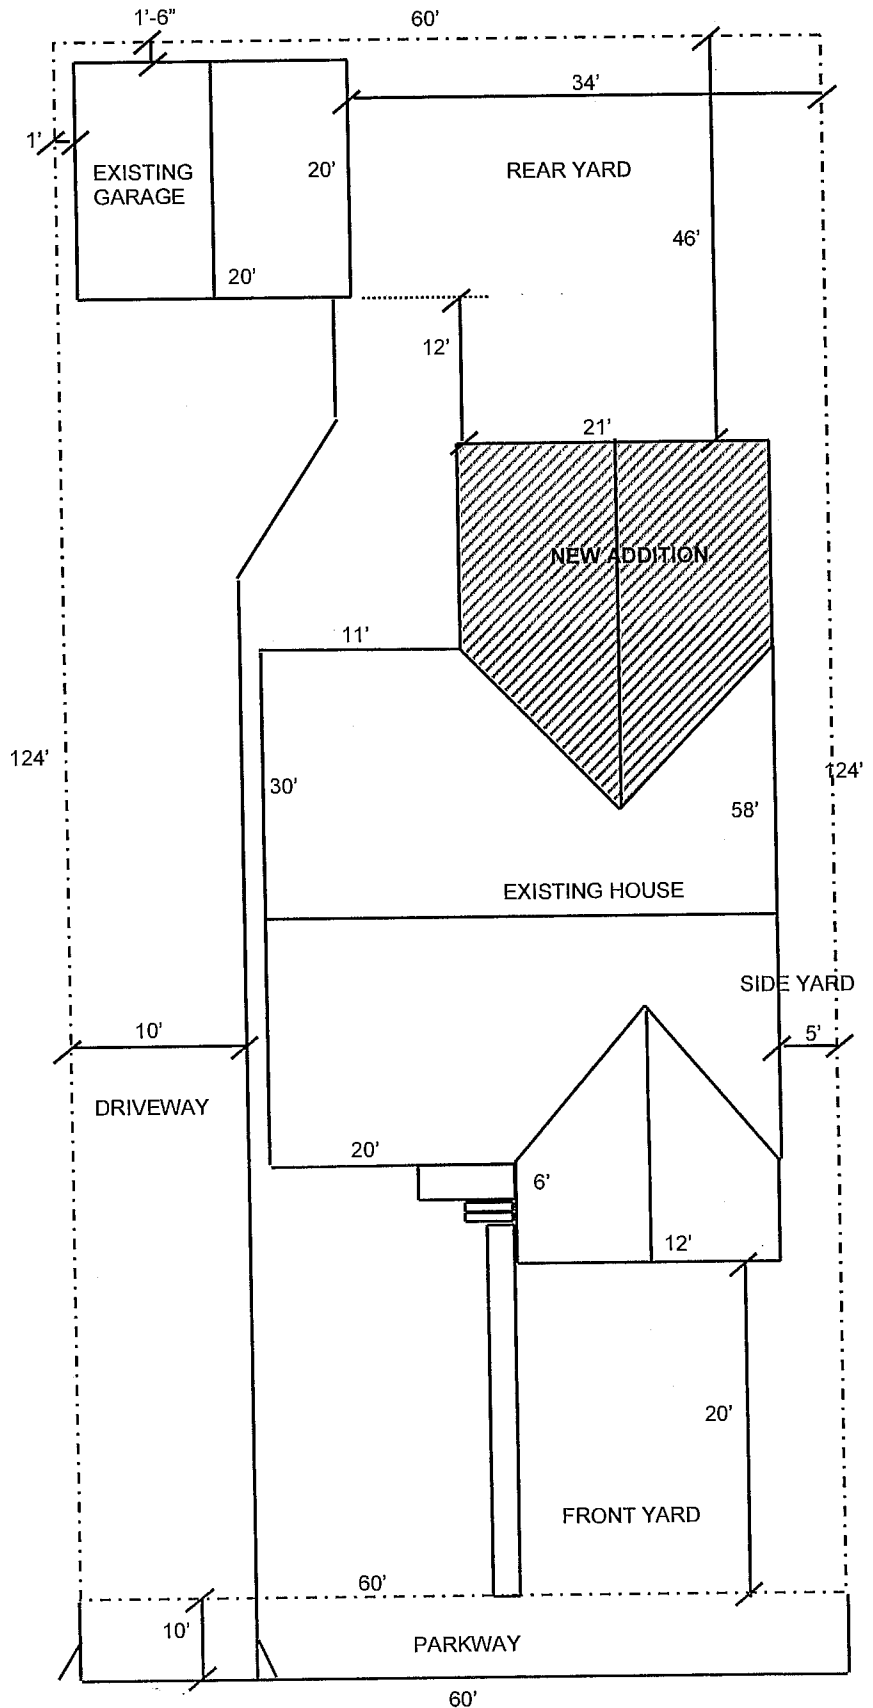 1'-6"
60'
34'
1'
EXISTING
GARAGE
20'
REAR YARD
46'
20'
12'
21'
NEW ADDITION
11'
124'
30'
124'
58'
EXISTING HOUSE
SIDE YARD
10'
5'
DRIVEWAY
20'
6'
12'
20'
FRONT YARD
60'
10'
PARKWAY
60'